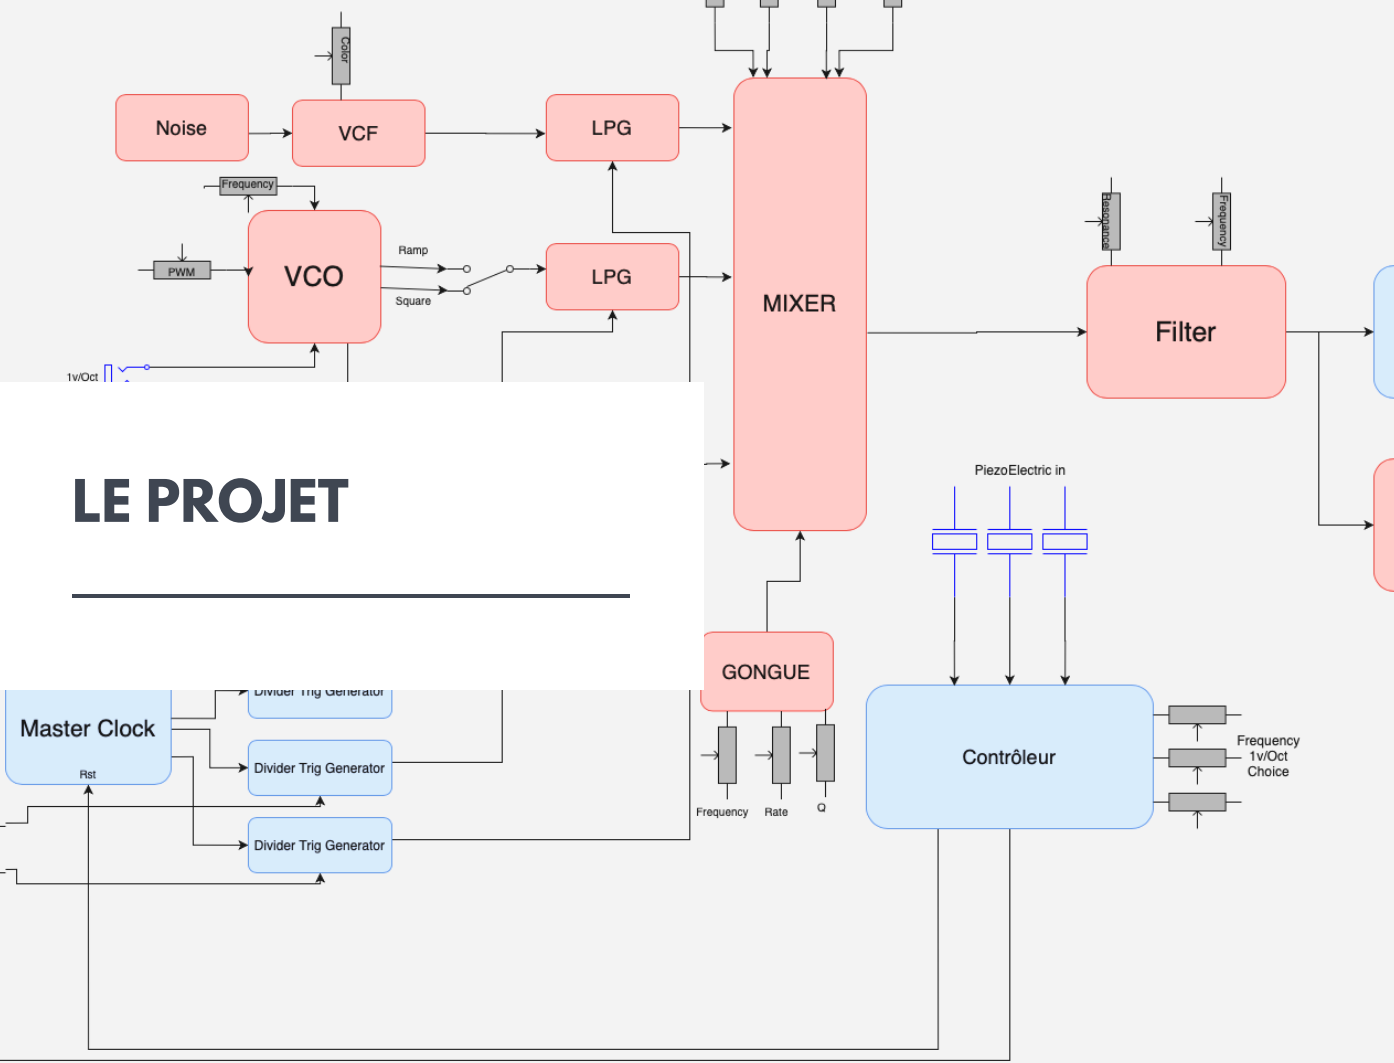 Color
Noise
VCF
LPG
Frequency
PWM
VCO
Ramp
Square
LPG
MIXER
Resonance
Frequency
Filter
1v/Oct
LE PROJET
PiezoElectric in
GONGUE
Frequency
Rate
Q
Contrôleur
Frequency
1v/Oct
Choice
Divider Trig Generator
Master Clock
Rst
Divider Trig Generator
Divider Trig Generator